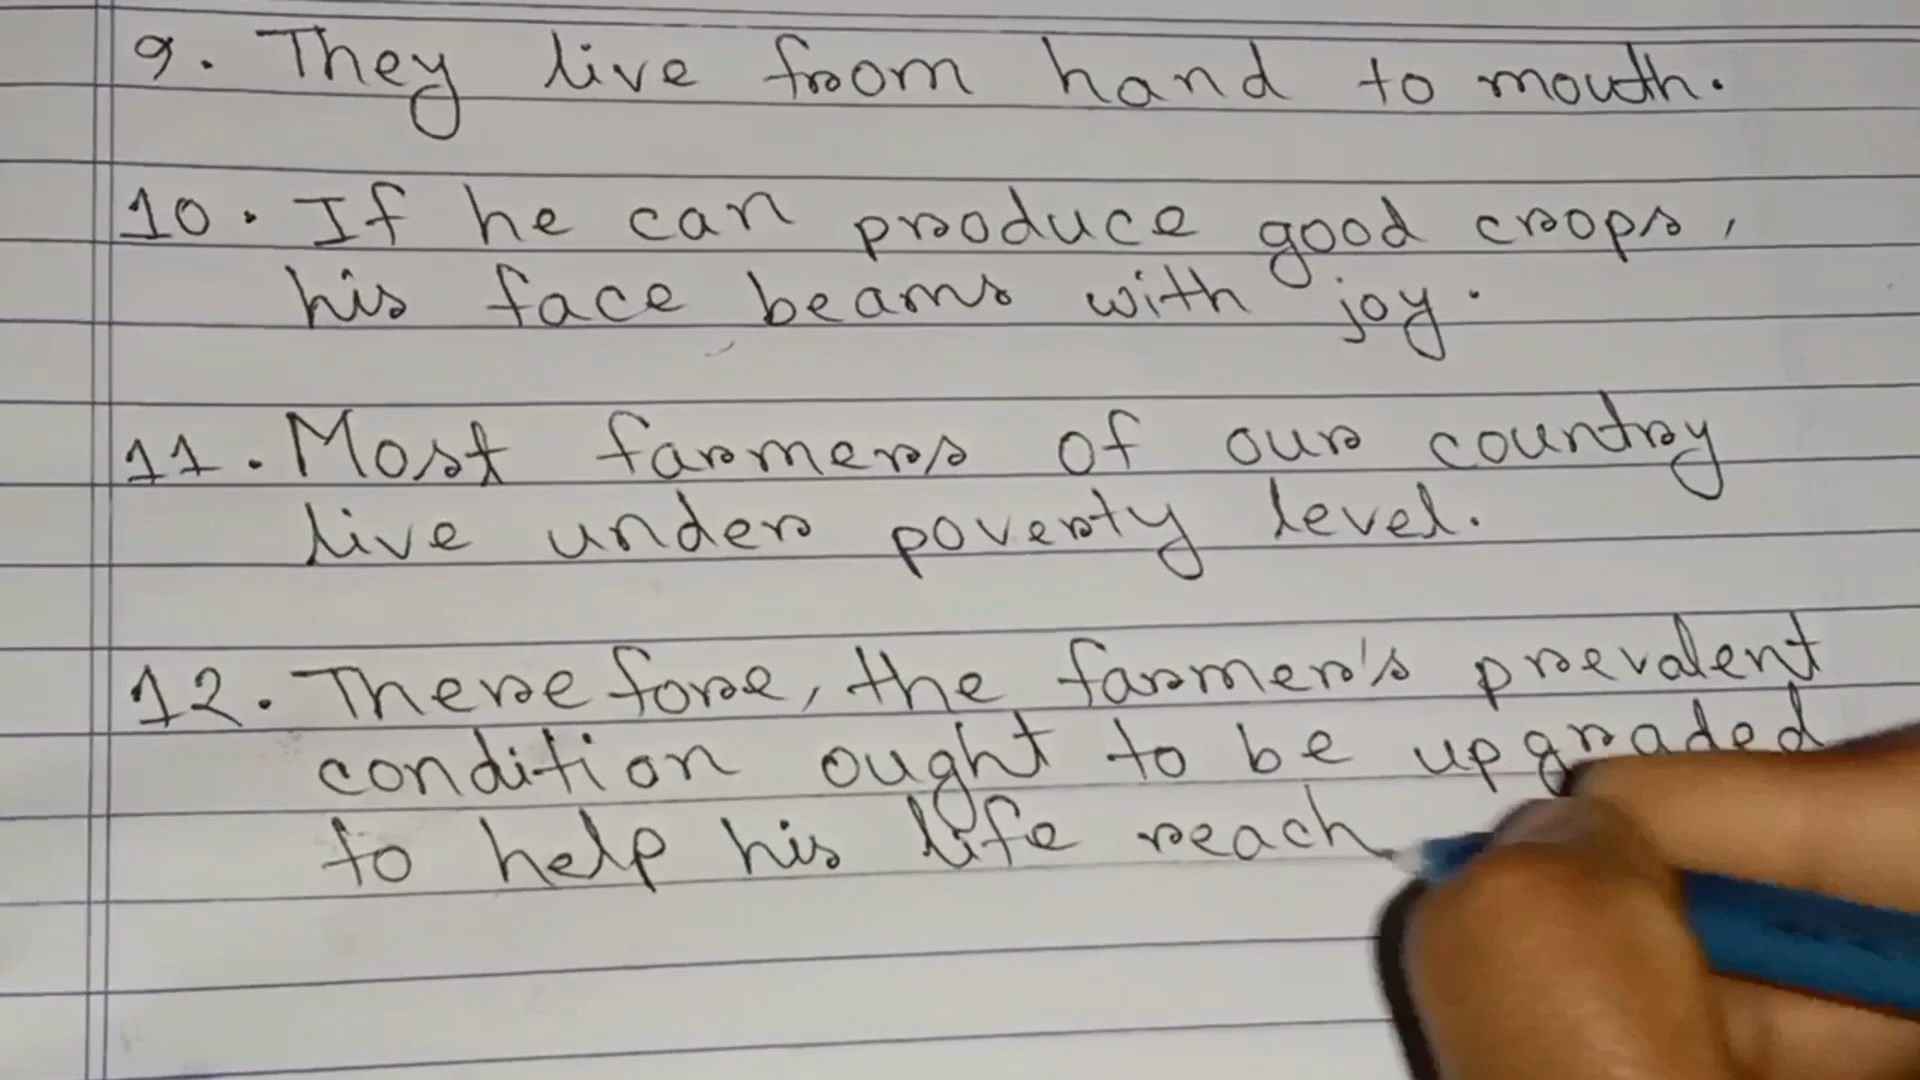 9. They live from hand to mouth.
10. If he can produce good crops,
his face beams with joy.
11. Most farmers of our country
live under poverty level.
12. Therefore, the farmer's prevalent
condition ought to be upgraded
to help his life reach